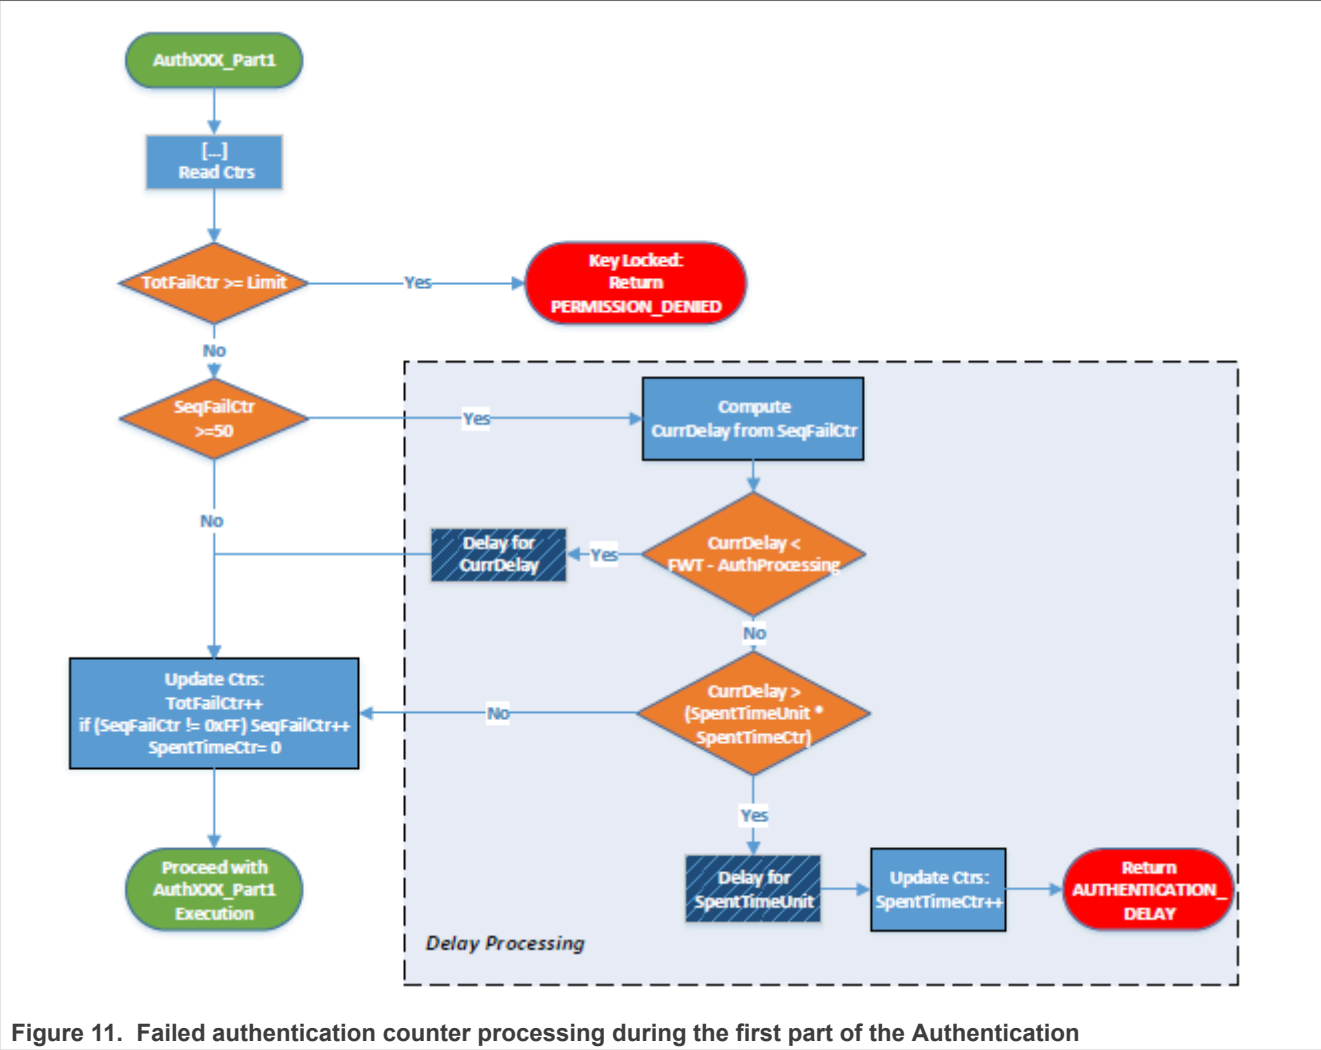 AuthXXX_Part1
[...]
Read Ctrs
TotFailCtr >= Limit
Yes
Key Locked:
Return
PERMISSION_DENIED
No
SeqFailCtr
>=50
Yes
Compute
CurrDelay from SeqFailCtr
No
Delay for
CurrDelay
Yes
CurrDelay <
FWT - AuthProcessing
No
Update Ctrs:
TotFailCtr++
if (SeqFailCtr != 0xFF) SeqFailCtr++
SpentTimeCtr= 0
No
CurrDelay >
(SpentTimeUnit *
SpentTimeCtr)
Yes
Proceed with
AuthXXX_Part1
Execution
Delay for
SpentTimeUnit
Update Ctrs:
SpentTimeCtr++
Return
AUTHENTICATION_
DELAY
Delay Processing
Figure 11. Failed authentication counter processing during the first part of the Authentication